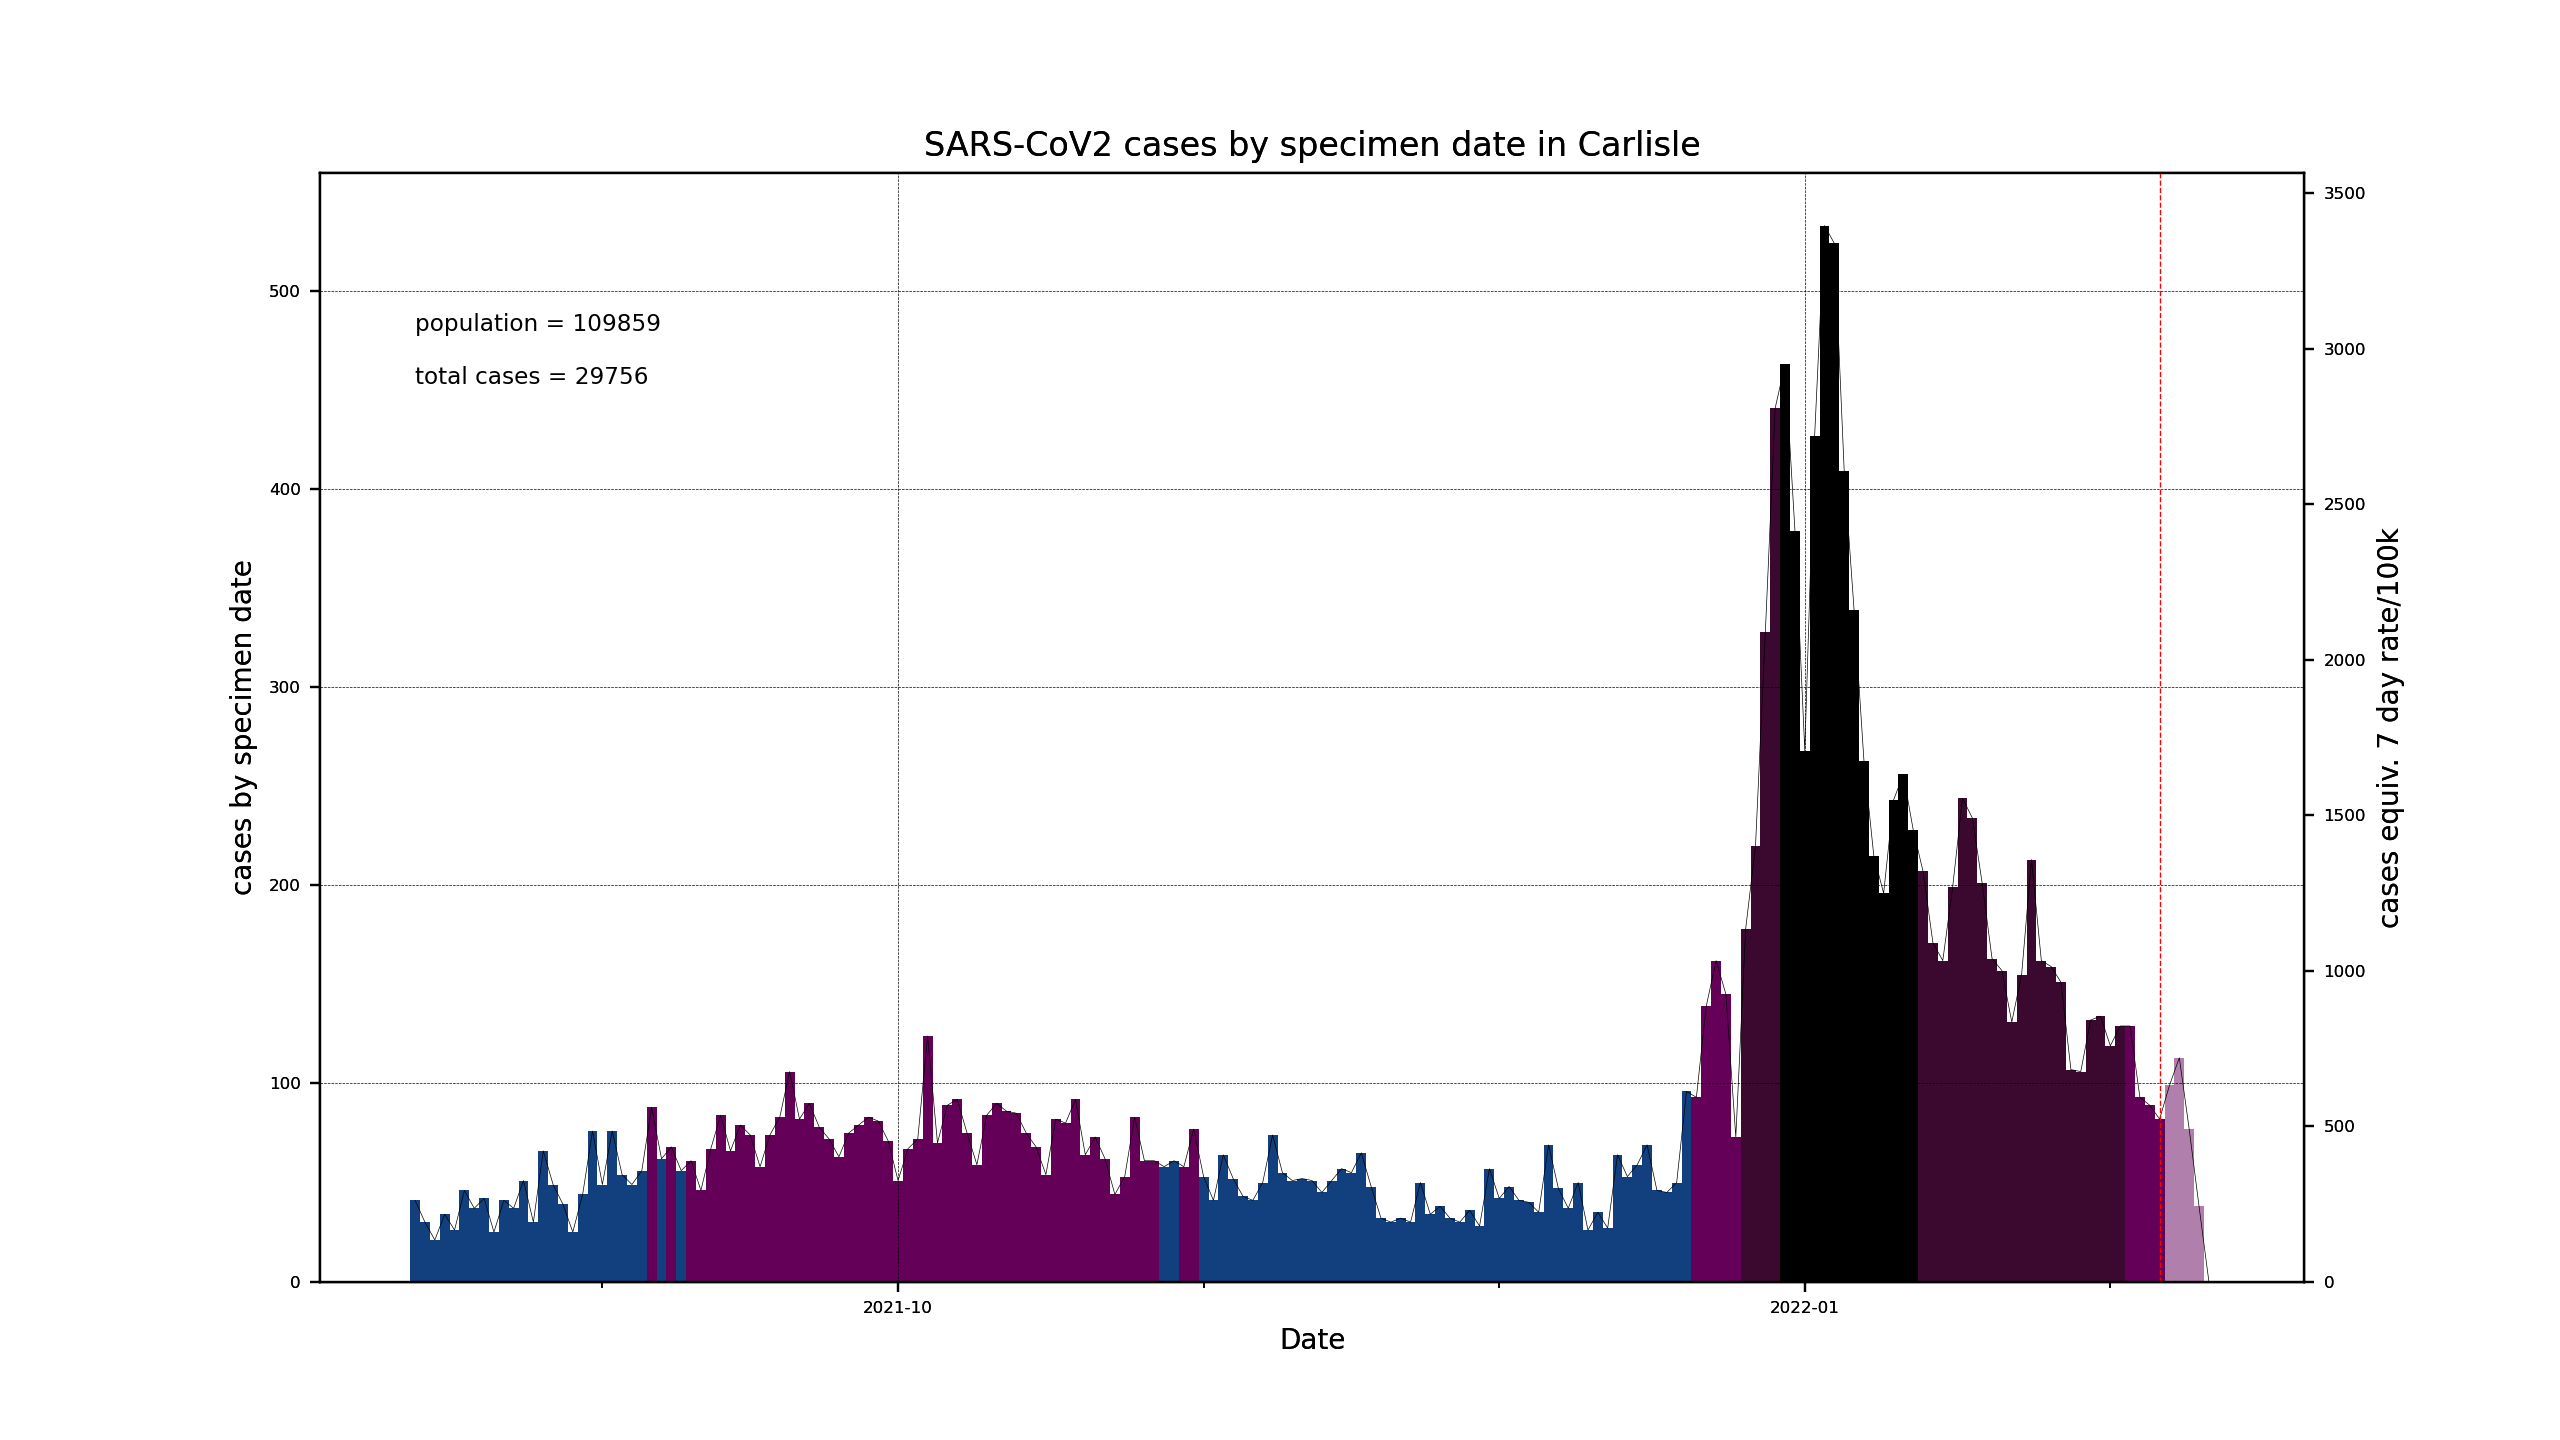 SARS-CoV2 cases by specimen date in Carlisle
population = 109859
total cases = 29756
cases by specimen date
500
400
300
200
100
0
3500
3000
2500
2000
1500
1000
500
0
cases equiv. 7 day rate/100k
2021-10
2022-01
Date